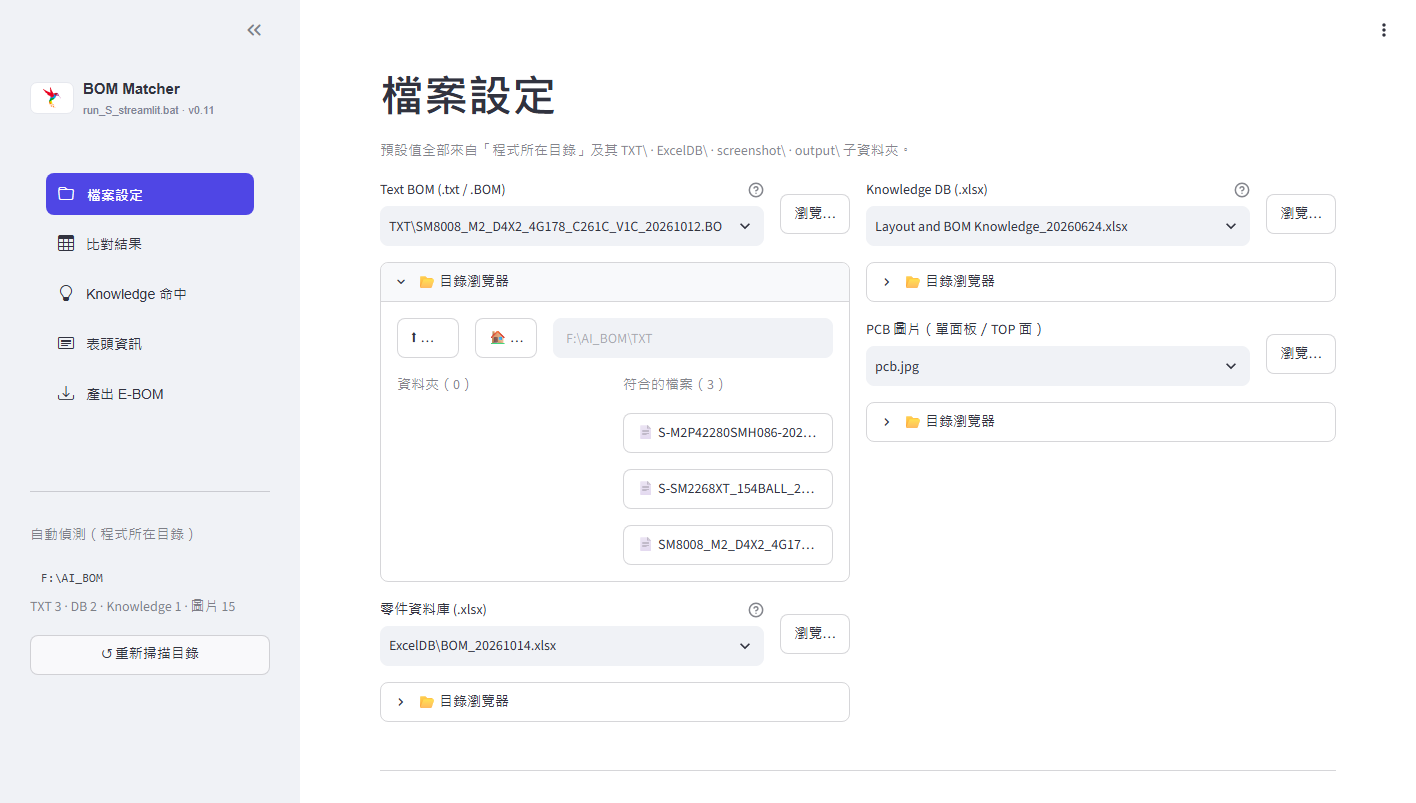 BOM Matcher
run_S_streamlit.bat · v0.11
檔案設定
比對結果
Knowledge 命中
表頭資訊
產出 E-BOM
自動偵測（程式所在目錄）
F:\AI_BOM
TXT 3 · DB 2 · Knowledge 1 · 圖片 15
↺ 重新掃描目錄
檔案設定
預設值全部來自「程式所在目錄」及其 TXT\ · ExcelDB\ · screenshot\ · output\ 子資料夾。
Text BOM (.txt / .BOM)
瀏覽…
TXT\SM8008_M2_D4X2_4G178_C261C_V1C_20261012.BO
目錄瀏覽器
⬆ …
🏠 …
F:\AI_BOM\TXT
資料夾（0）
符合的檔案（3）
S-M2P42280SMH086-202…
S-SM2268XT_154BALL_2…
SM8008_M2_D4X2_4G17…
零件資料庫 (.xlsx)
瀏覽…
ExcelDB\BOM_20261014.xlsx
目錄瀏覽器
Knowledge DB (.xlsx)
瀏覽…
Layout and BOM Knowledge_20260624.xlsx
目錄瀏覽器
PCB 圖片（單面板 / TOP 面）
瀏覽…
pcb.jpg
目錄瀏覽器